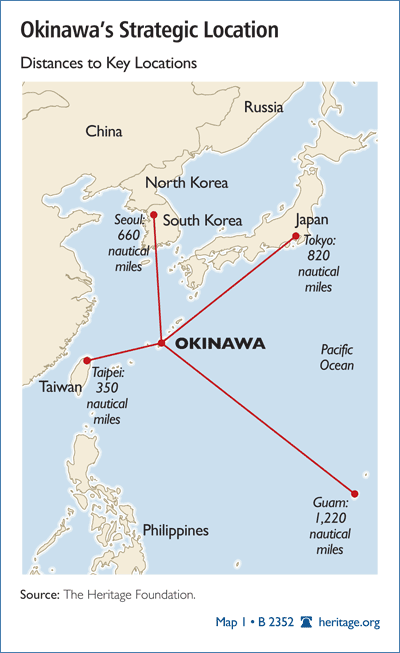 Okinawa's Strategic Location
Distances to Key Locations
Russia
China
North Korea
Seoul:
660
nautical
miles
South Korea
Japan
Tokyo:
820
nautical
miles
OKINAWA
Pacific
Ocean
Taiwan
Taipei:
350
nautical
miles
Guam:
1,220
nautical
miles
Philippines
Source: The Heritage Foundation.
Map 1 • B 2352 heritage.org